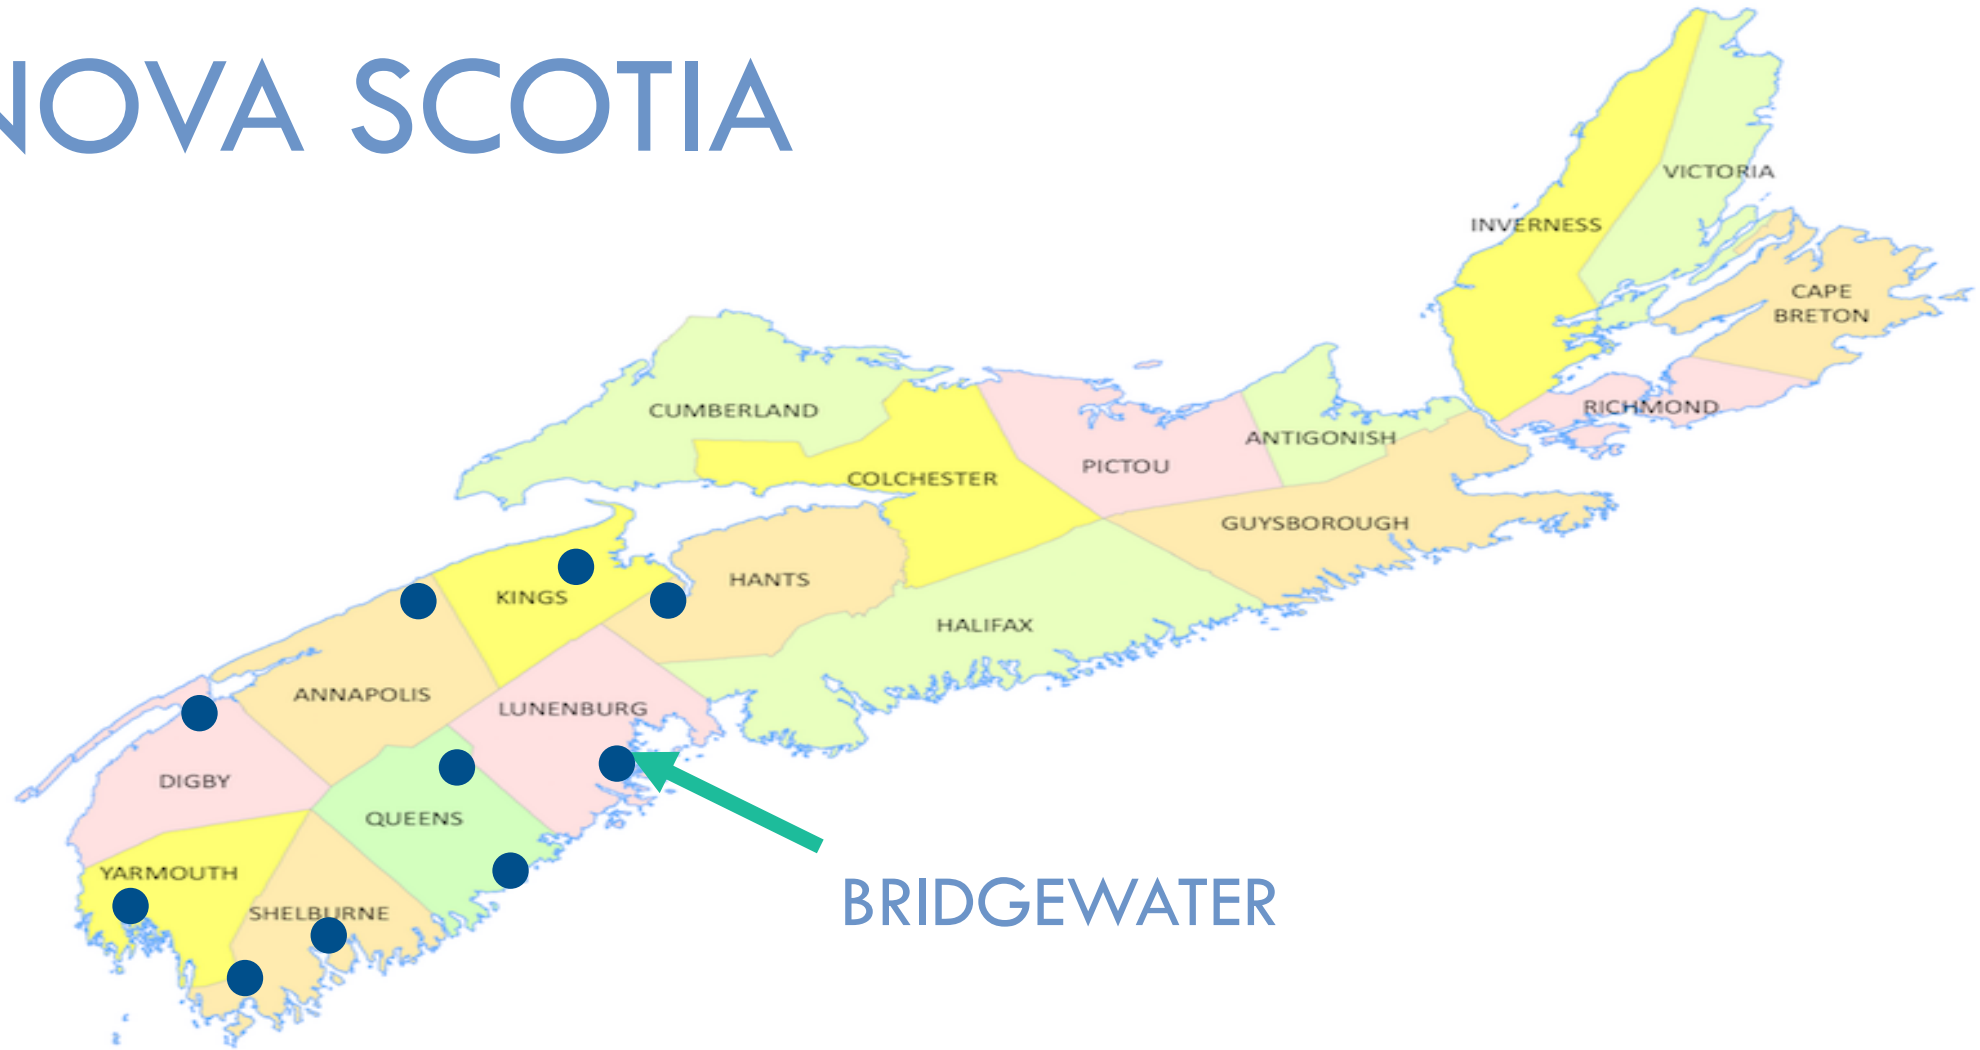 NOVA SCOTIA
VICTORIA
INVERNESS
CAPE
BRETON
CUMBERLAND
RICHMOND
ANTIGONISH
PICTOU
COLCHESTER
GUYSBOROUGH
HANTS
KINGS
HALIFAX
ANNAPOLIS
LUNENBURG
DIGBY
QUEENS
YARMOUTH
SHELBURNE
BRIDGEWATER